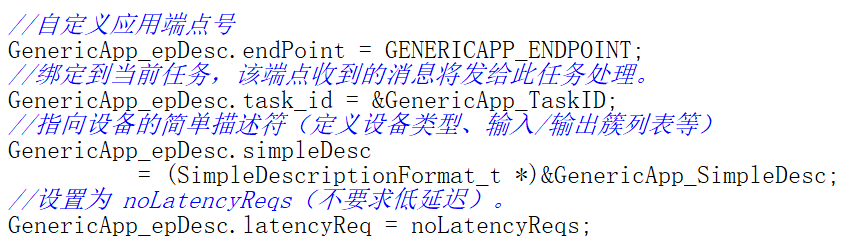 //自定义应用端点号
GenericApp_epDesc.endPoint = GENERICAPP_ENDPOINT;
//绑定到当前任务，该端点收到的消息将发给此任务处理。
GenericApp_epDesc.task_id = &GenericApp_TaskID;
//指向设备的简单描述符（定义设备类型、输入/输出簇列表等）
GenericApp_epDesc.simpleDesc
= (SimpleDescriptionFormat_t *)&GenericApp_SimpleDesc;
//设置为 noLatencyReqs（不要求低延迟）。
GenericApp_epDesc.latencyReq = noLatencyReqs;